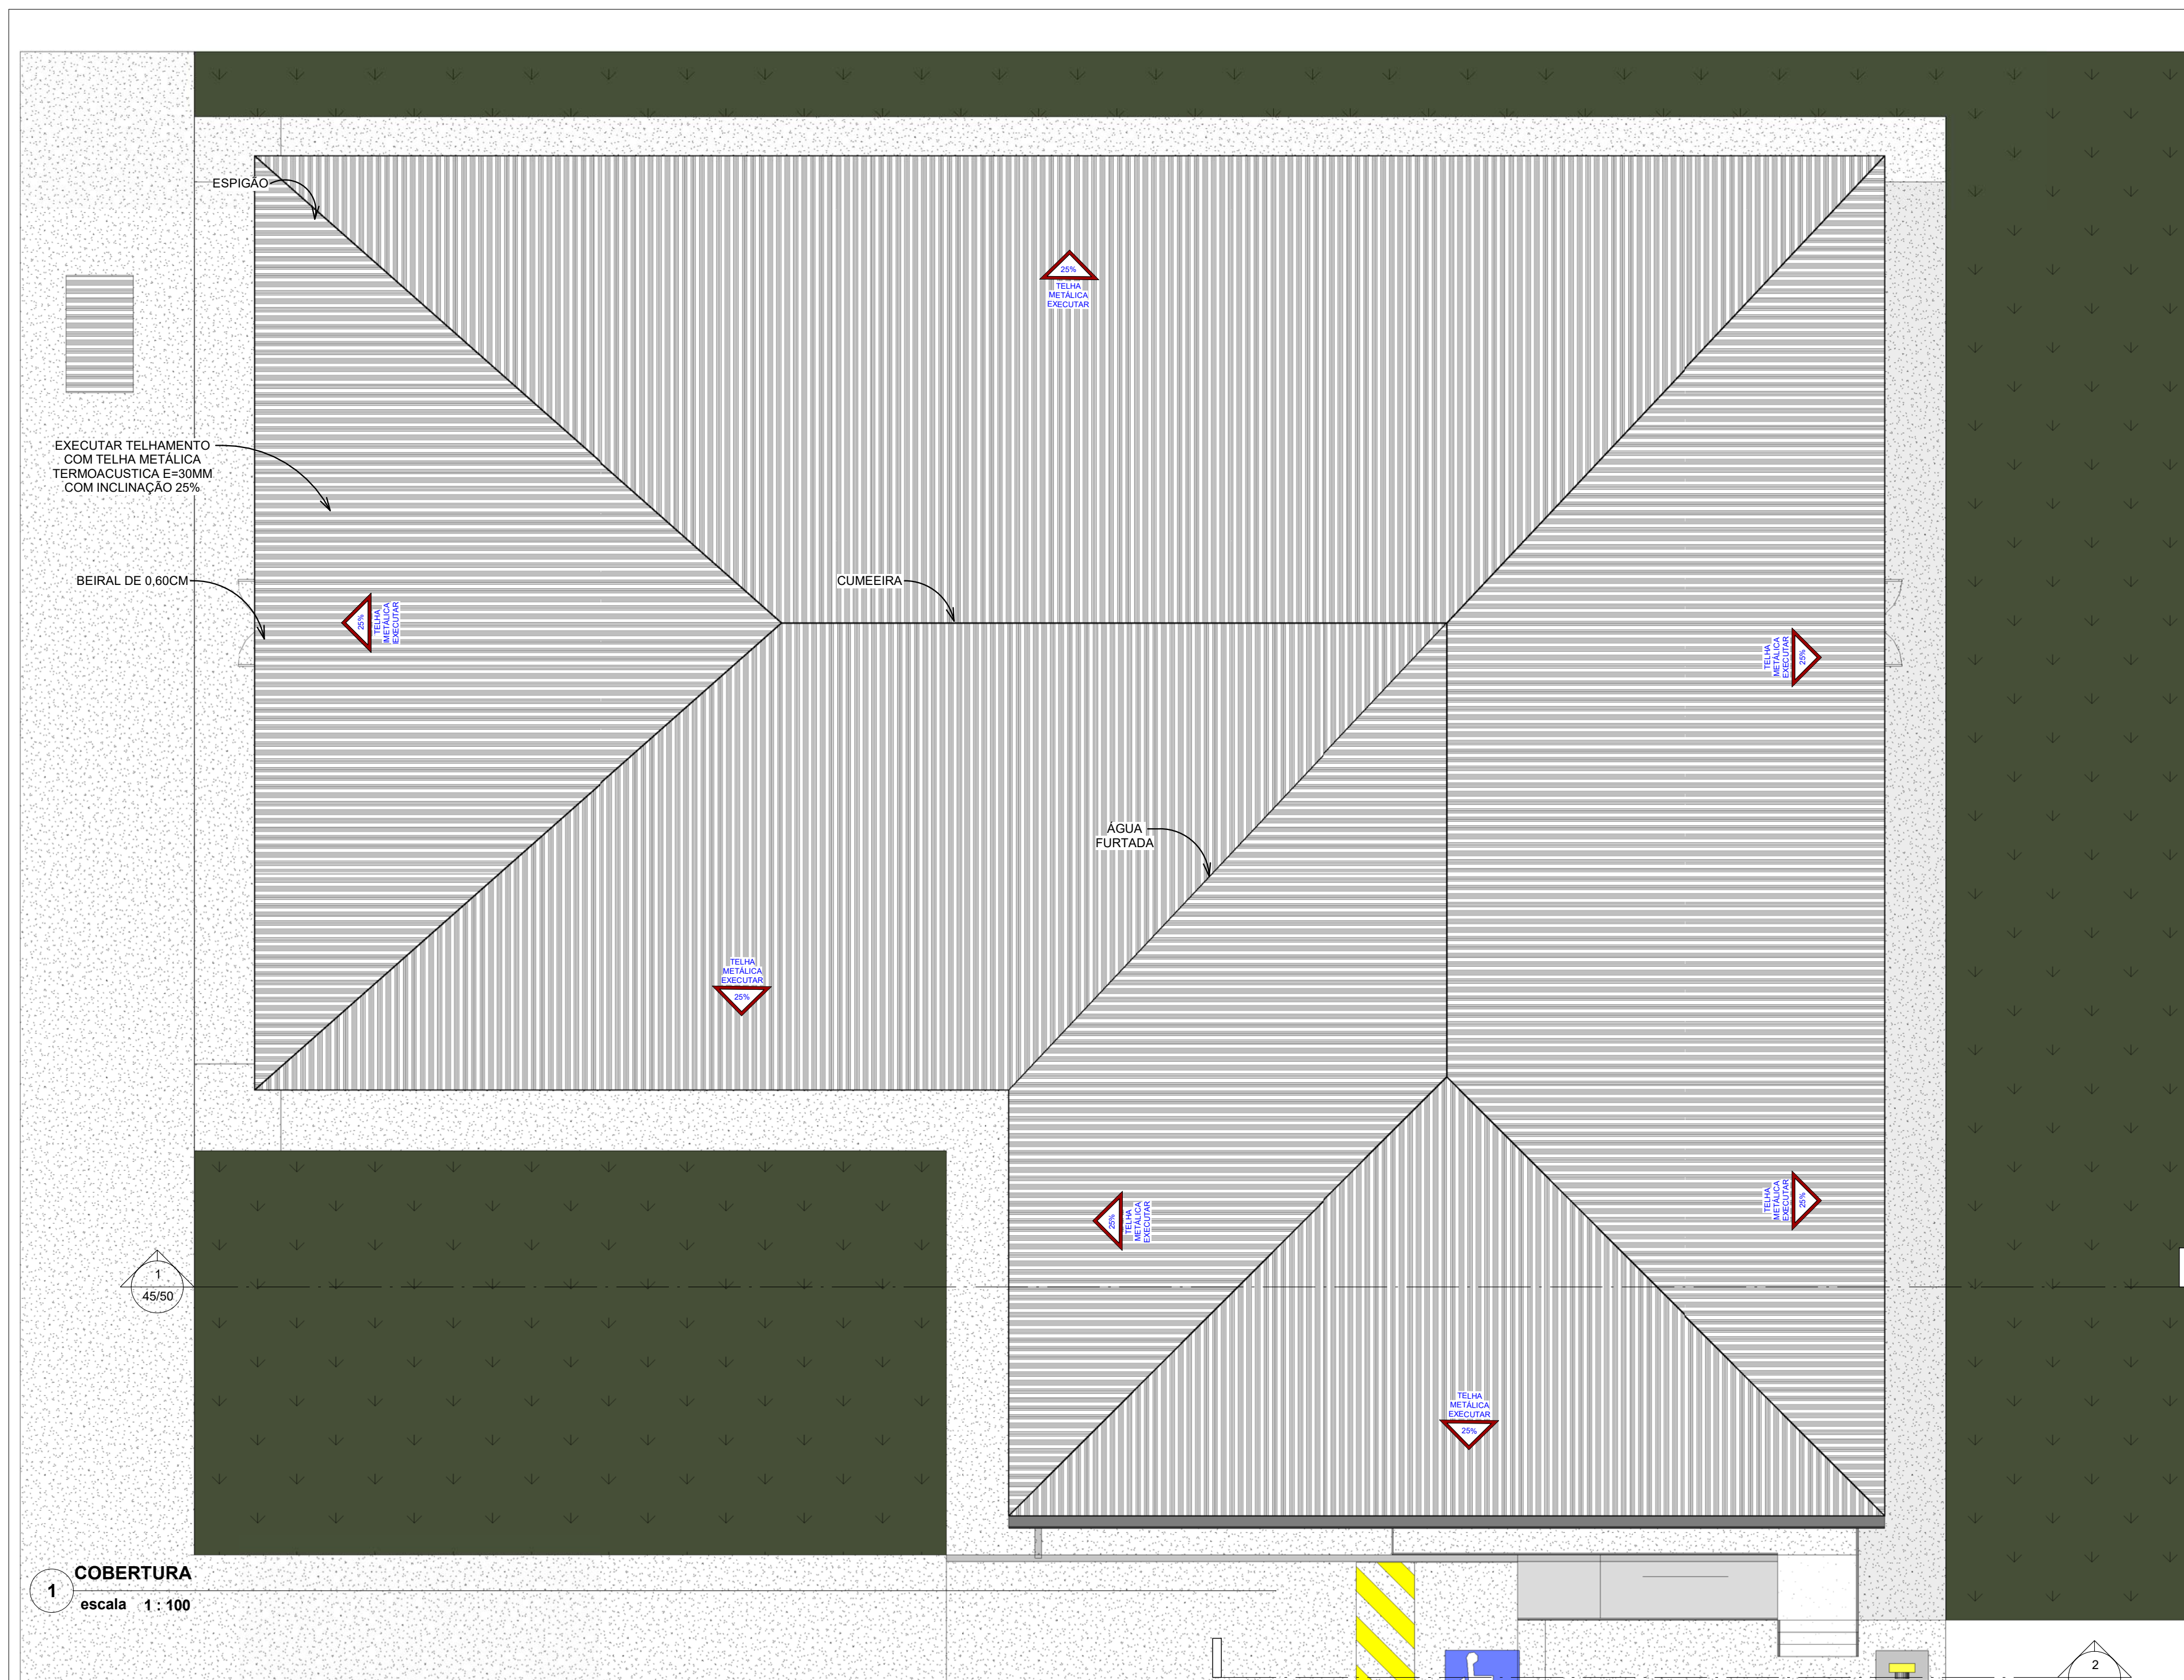 ESPIGÃO
25%
TELHA
METÁLICA
EXECUTAR
EXECUTAR TELHAMENTO
COM TELHA METÁLICA
TERMOACUSTICA E=30MM
COM INCLINAÇÃO 25%
BEIRAL DE 0,60CM
CUMEEIRA
25%
TELHA
METÁLICA
EXECUTAR
TELHA
METÁLICA
EXECUTAR
25%
ÁGUA
FURTADA
TELHA
METÁLICA
EXECUTAR
25%
25%
TELHA
METÁLICA
EXECUTAR
TELHA
METÁLICA
EXECUTAR
25%
1
45/50
TELHA
METÁLICA
EXECUTAR
25%
1
COBERTURA
escala 1 : 100
2